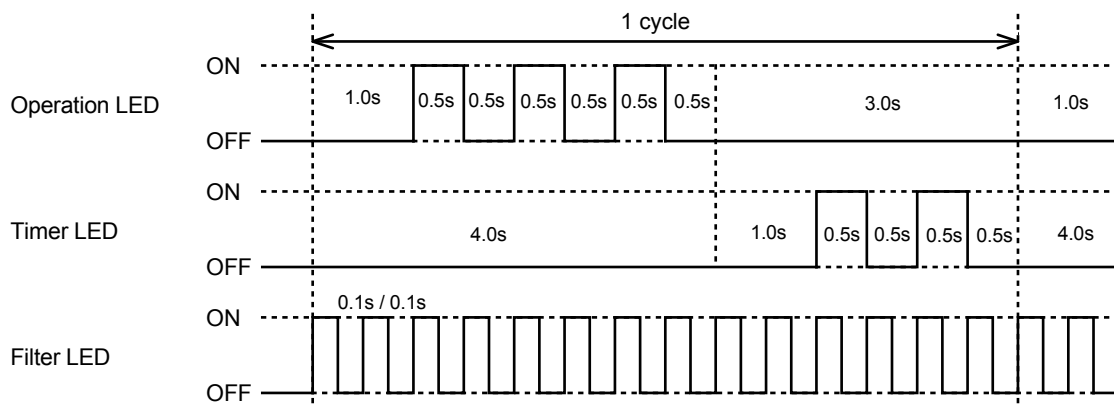 1 cycle
ON
Operation LED
1.0s 0.5s 0.5s 0.5s 0.5s 0.5s 0.5s 3.0s 1.0s
OFF
ON
Timer LED
4.0s 1.0s 0.5s 0.5s 0.5s 0.5s 4.0s
OFF
0.1s / 0.1s
ON
Filter LED
OFF